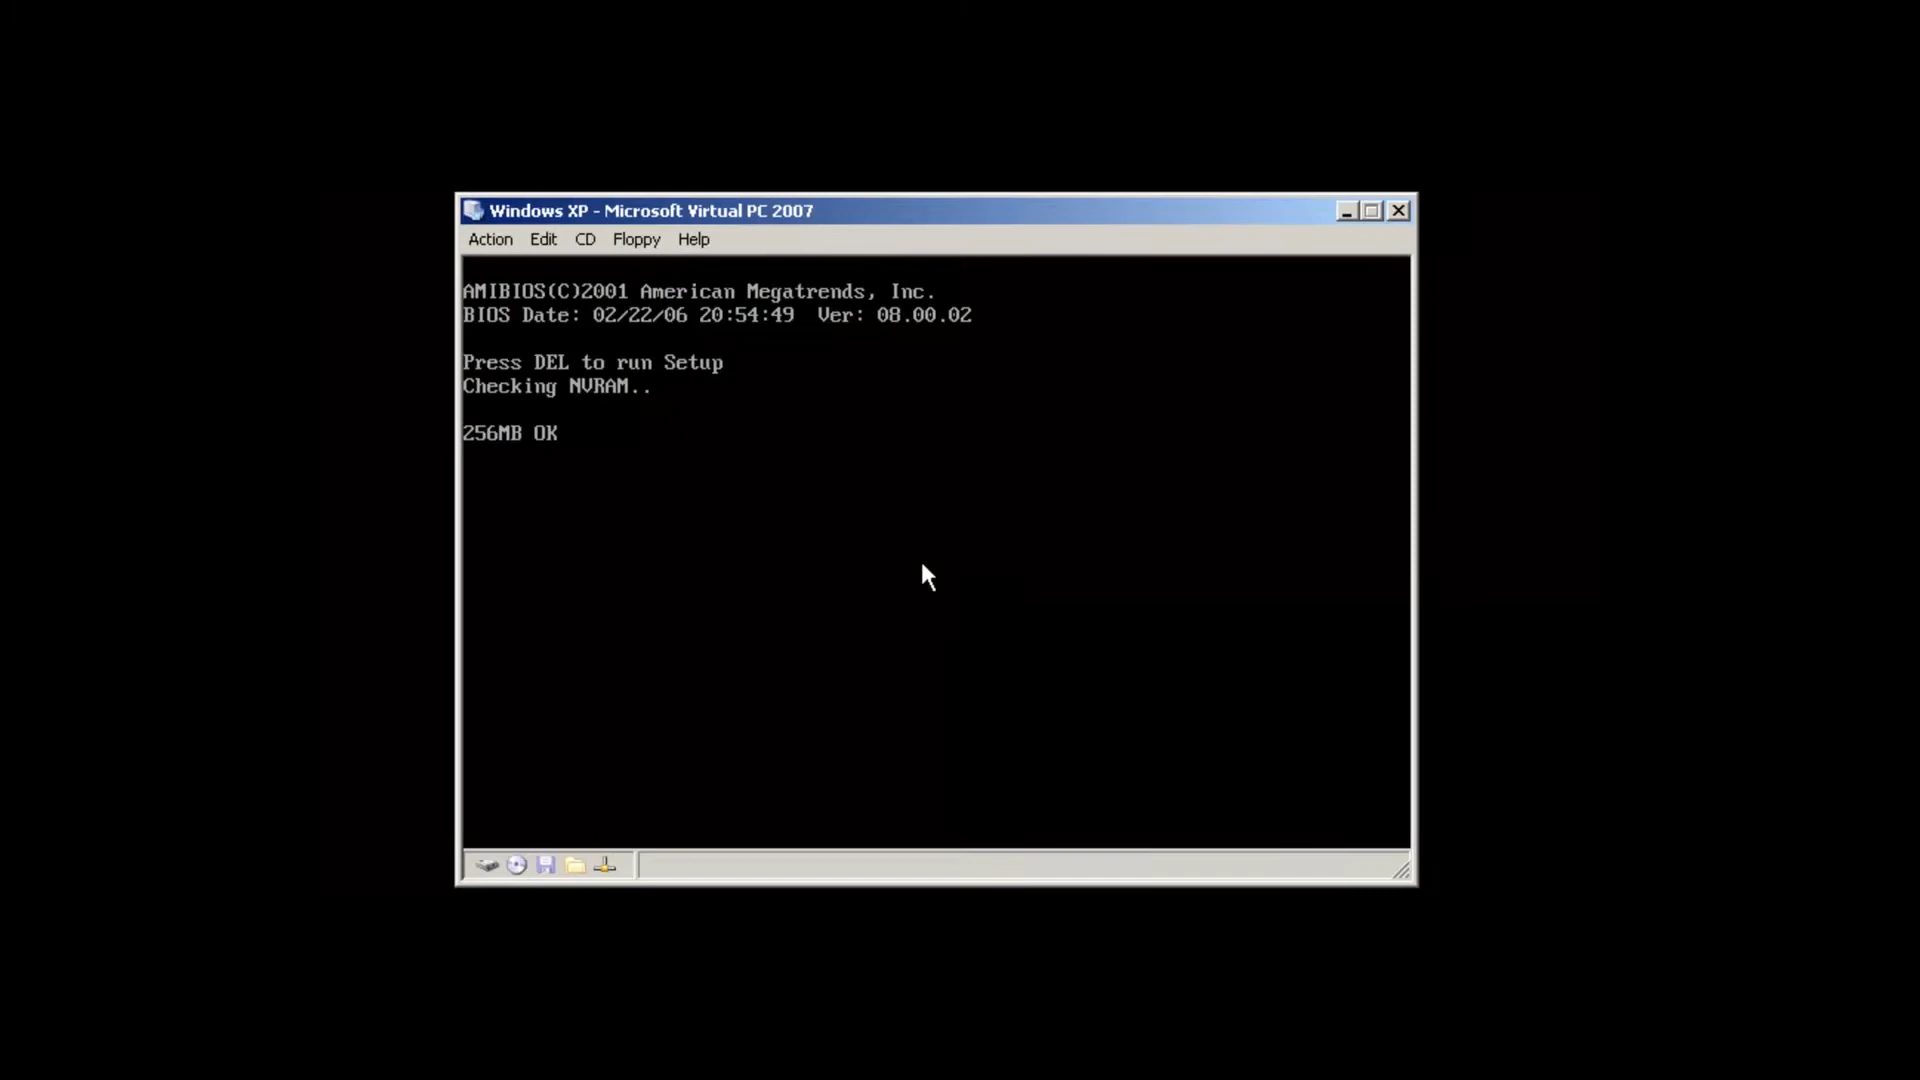 Windows XP - Microsoft Virtual PC 2007
Action Edit CD Floppy Help
AMIBIOS(C)2001 American Megatrends, Inc.
BIOS Date: 02/22/06 20:54:49 Ver: 08.00.02
Press DEL to run Setup
Checking NVRAM..
256MB OK